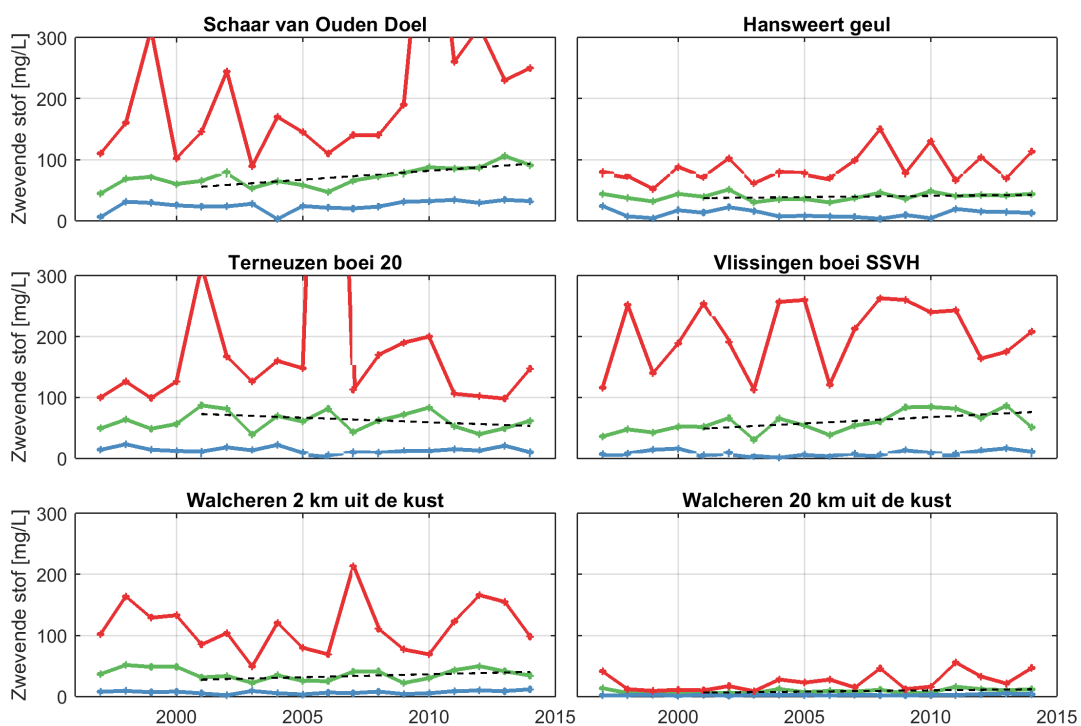 Schaar van Ouden Doel
Hansweert geul
Zwevende stof [mg/L]
300
200
100
0
Terneuzen boei 20
Vlissingen boei SSVH
Zwevende stof [mg/L]
300
200
100
0
Walcheren 2 km uit de kust
Walcheren 20 km uit de kust
Zwevende stof [mg/L]
300
200
100
0
2000 2005 2010 2015 2000 2005 2010 2015